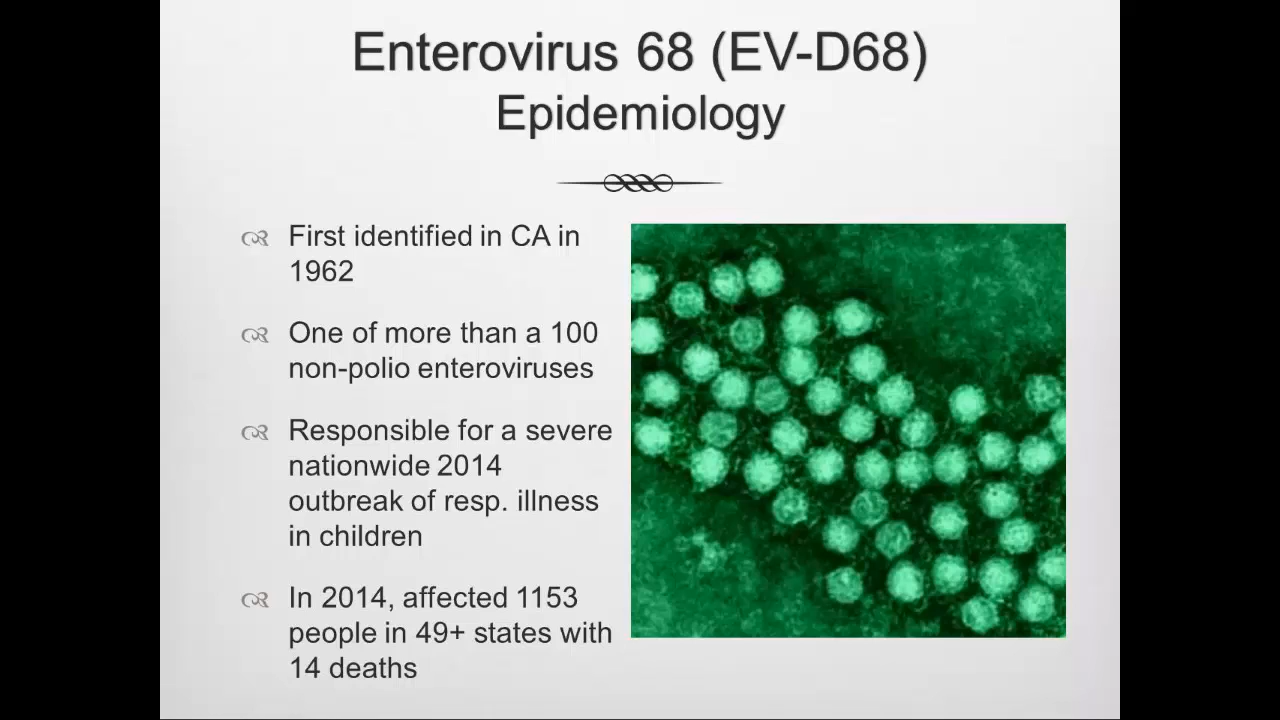 Enterovirus 68 (EV-D68)
Epidemiology
First identified in CA in
1962
One of more than a 100
non-polio enteroviruses
Responsible for a severe
nationwide 2014
outbreak of resp. illness
in children
In 2014, affected 1153
people in 49+ states with
14 deaths